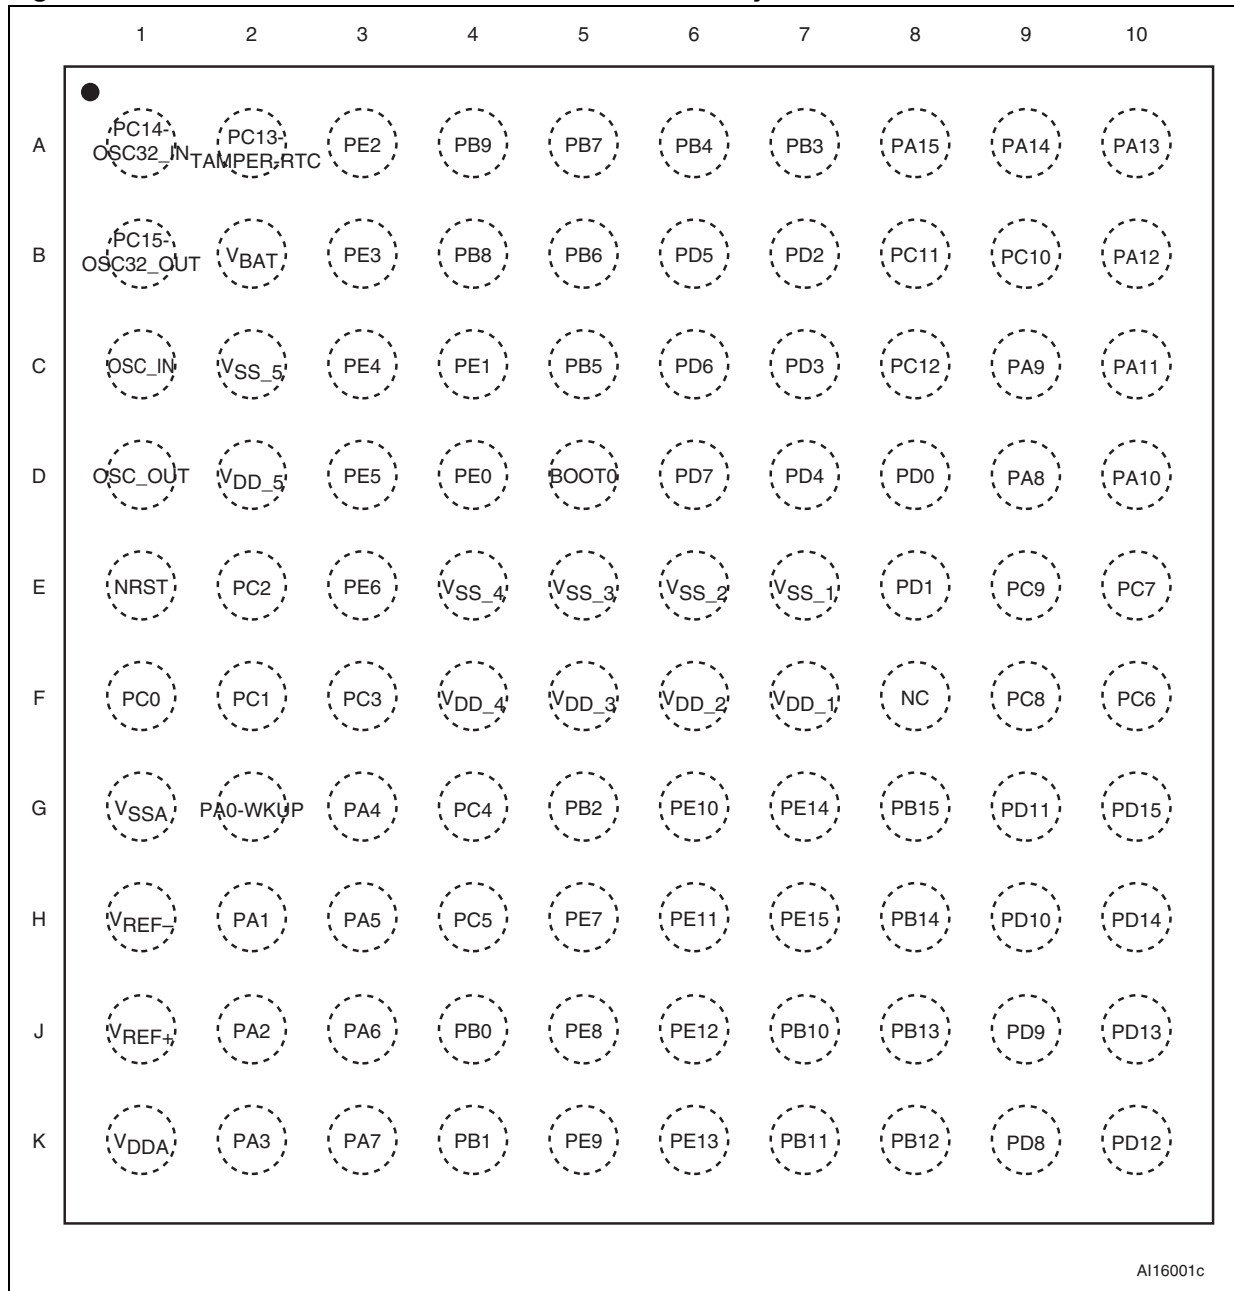 1 2 3 4 5 6 7 8 9 10
A PC14-OSC32_IN PC13-TAMPER-RTC PE2 PB9 PB7 PB4 PB3 PA15 PA14 PA13
B PC15-OSC32_OUT VBAT PE3 PB8 PB6 PD5 PD2 PC11 PC10 PA12
C OSC_IN VSS_5 PE4 PE1 PB5 PD6 PD3 PC12 PA9 PA11
D OSC_OUT VDD_5 PE5 PE0 BOOT0 PD7 PD4 PD0 PA8 PA10
E NRST PC2 PE6 VSS_4 VSS_3 VSS_2 VSS_1 PD1 PC9 PC7
F PC0 PC1 PC3 VDD_4 VDD_3 VDD_2 VDD_1 NC PC8 PC6
G VSSA PA0-WKUP PA4 PC4 PB2 PE10 PE14 PB15 PD11 PD15
H VREF– PA1 PA5 PC5 PE7 PE11 PE15 PB14 PD10 PD14
J VREF+ PA2 PA6 PB0 PE8 PE12 PB10 PB13 PD9 PD13
K VDDA PA3 PA7 PB1 PE9 PE13 PB11 PB12 PD8 PD12
AI16001c